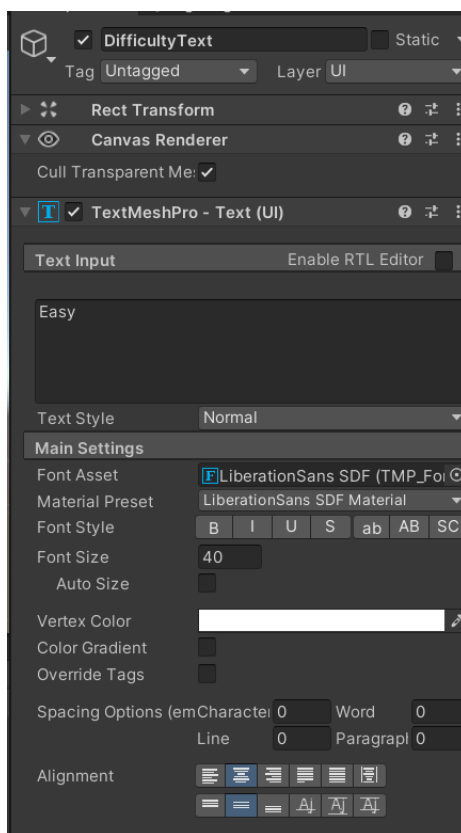 DifficultyText Static
Tag Untagged Layer UI
Rect Transform
Canvas Renderer
Cull Transparent Me
TextMeshPro - Text (UI)
Text Input Enable RTL Editor
Easy
Text Style Normal
Main Settings
Font Asset LiberationSans SDF (TMP_Fo
Material Preset LiberationSans SDF Material
Font Style B I U S ab AB SC
Font Size 40
Auto Size
Vertex Color
Color Gradient
Override Tags
Spacing Options (em Character 0 Word 0
Line 0 Paragraph 0
Alignment